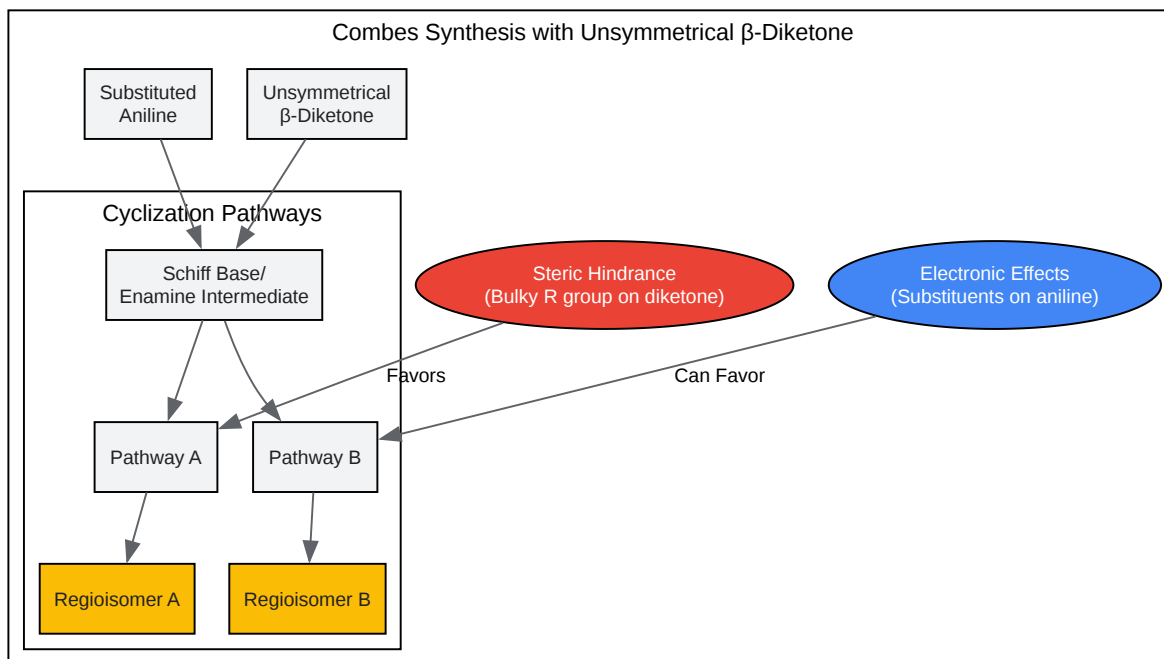 Combes Synthesis with Unsymmetrical β-Diketone
Substituted
Aniline
Unsymmetrical
β-Diketone
Cyclization Pathways
Schiff Base/
Enamine Intermediate
Steric Hindrance
(Bulky R group on diketone)
Electronic Effects
(Substituents on aniline)
Favors
Can Favor
Pathway A
Pathway B
Regioisomer A
Regioisomer B